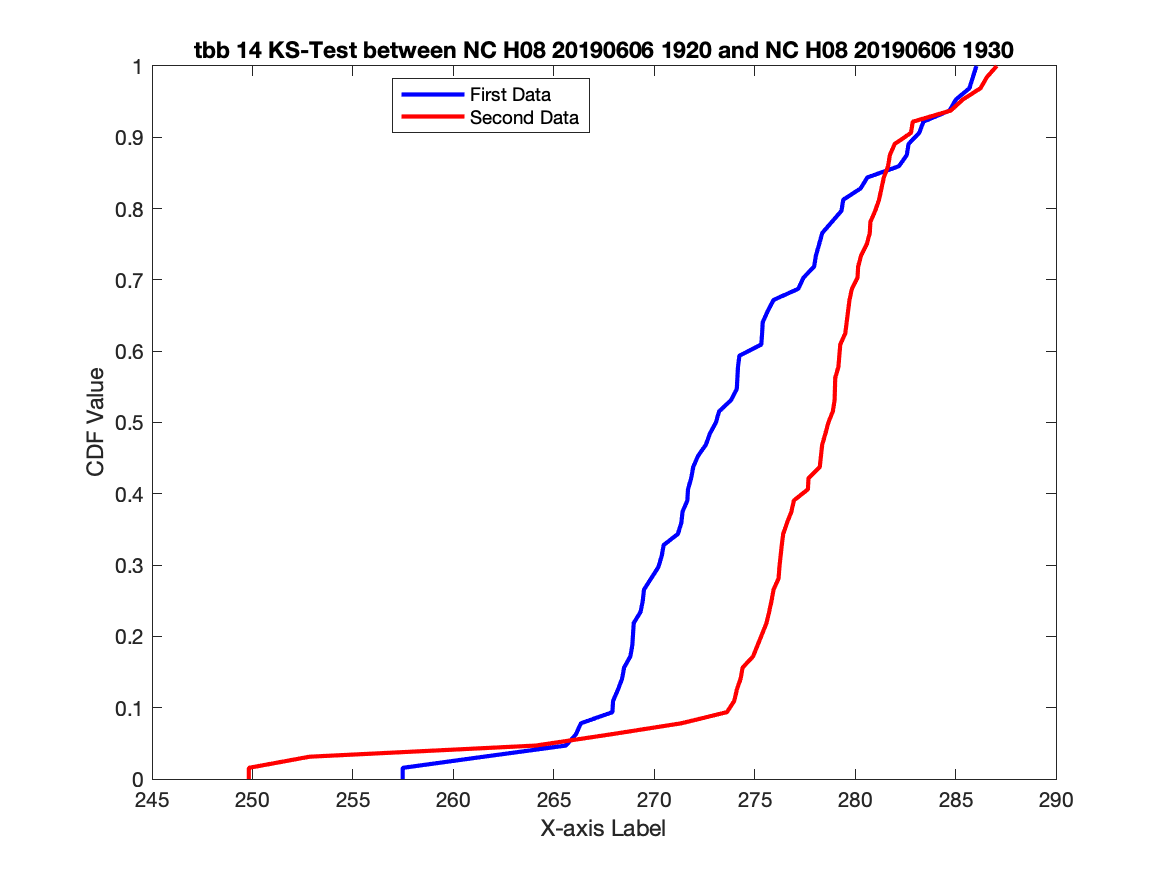 tbb 14 KS-Test between NC H08 20190606 1920 and NC H08 20190606 1930
First Data
Second Data
1
0.9
0.8
0.7
0.6
0.5
0.4
0.3
0.2
0.1
0
CDF Value
245 250 255 260 265 270 275 280 285 290
X-axis Label